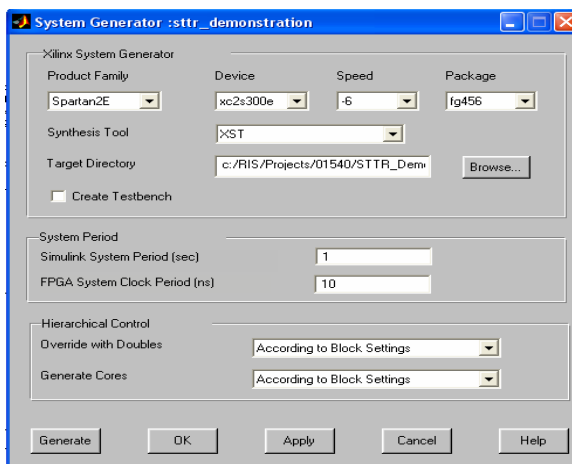 System Generator :sttr_demonstration
Xilinx System Generator
Product Family Device Speed Package
Spartan2E xc2s300e -6 fg456
Synthesis Tool XST
Target Directory c:/RIS/Projects/01540/STTR_Dem Browse...
Create Testbench
System Period
Simulink System Period (sec) 1
FPGA System Clock Period (ns) 10
Hierarchical Control
Override with Doubles According to Block Settings
Generate Cores According to Block Settings
Generate OK Apply Cancel Help